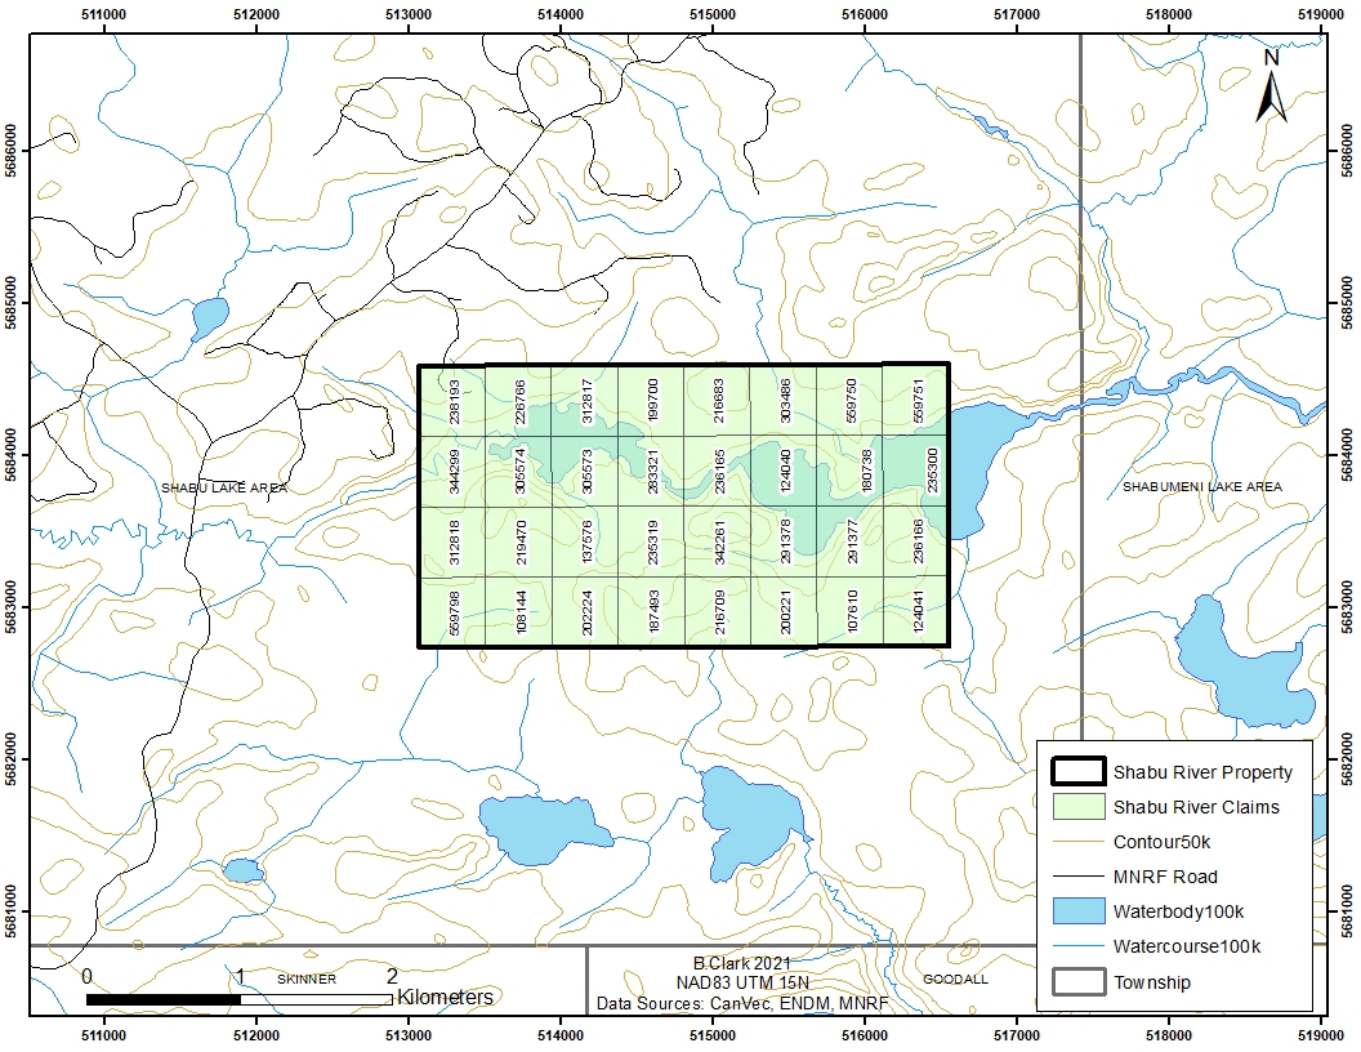 511000 512000 513000 514000 515000 516000 517000 518000 519000
N
5686000 5686000
5685000 5685000
238193 226766 312817 199700 216683 303486 559750 559751
5684000 5684000
344299 305574 305573 283321 236165 124040 180738 235300
SHABU LAKE AREA SHABUMENI LAKE AREA
312818 219470 137576 235319 342261 291378 291377 236166
5683000 5683000
559798 108144 202224 187493 216709 200221 107610 124041
5682000 5682000
Shabu River Property
Shabu River Claims
Contour50k
MNRF Road
5681000 5681000
Waterbody100k
Watercourse100k
Township
0 1 2
Kilometers
SKINNER
B.Clark 2021
NAD83 UTM 15N
Data Sources: CanVec, ENDM, MNRF
GOODALL
511000 512000 513000 514000 515000 516000 517000 518000 519000